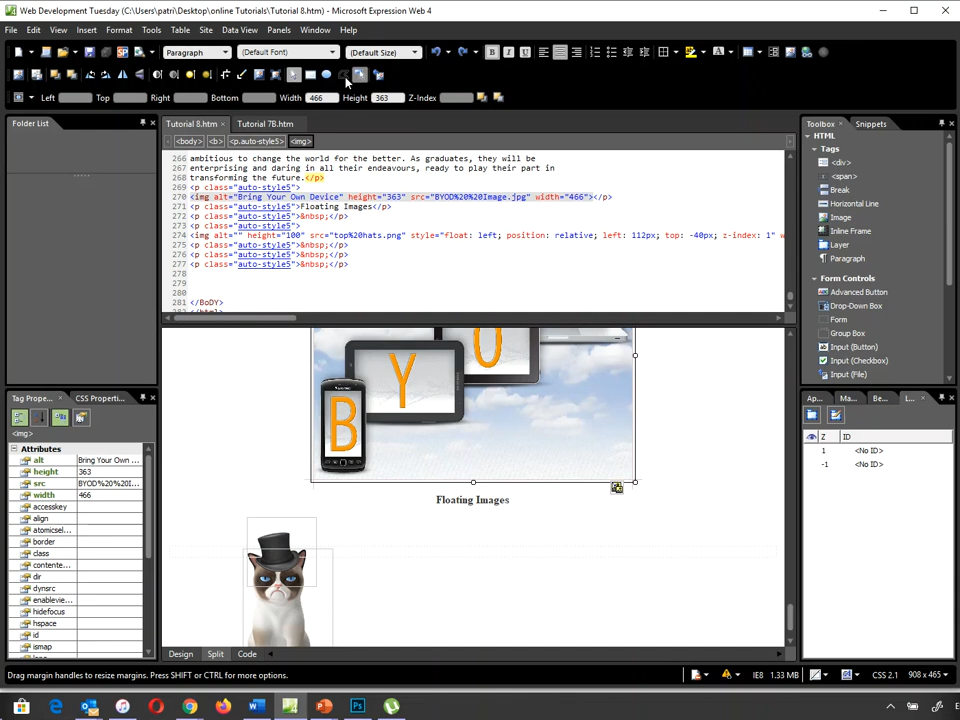 Web Development Tuesday (C:\Users\patri\Desktop\online Tutorials\Tutorial 8.htm) - Microsoft Expression Web 4
File Edit View Insert Format Tools Table Site Data View Panels Window Help
Paragraph (Default Font) (Default Size) B I U A
Left Top Right Bottom Width 466 Height 363 Z-Index
Folder List
Tutorial 8.htm Tutorial 7B.htm
<body> <b> <p.auto-style5> <img>
266 ambitious to change the world for the better. As graduates, they will be
267 enterprising and daring in all their endeavours, ready to play their part in
268 transforming the future.</p>
269 <p class="auto-style5">
270 <img alt="Bring Your Own Device" height="363" src="BYOD%20%20Image.jpg" width="466"></p>
271 <p class="auto-style5">Floating Images</p>
272 <p class="auto-style5">&nbsp;</p>
273 <p class="auto-style5">
274 <img alt="" height="100" src="top%20hats.png" style="float: left; position: relative; left: 112px; top: -40px; z-index: 1" w
275 <p class="auto-style5">&nbsp;</p>
276 <p class="auto-style5">&nbsp;</p>
277 <p class="auto-style5">&nbsp;</p>
278
279
280
281 </BoDY>
B Y O
Floating Images
Design Split Code
Toolbox Snippets
HTML
Tags
<div>
<span>
Break
Horizontal Line
Image
Inline Frame
Layer
Paragraph
Form Controls
Advanced Button
Drop-Down Box
Form
Group Box
Input (Button)
Input (Checkbox)
Input (File)
Tag Prope... CSS Properti...
<img>
Attributes
alt Bring Your Own ...
height 363
src BYOD%20%20I...
width 466
accesskey
align
atomicsel...
border
class
contente...
dir
dynsrc
enablevie...
hidefocus
hspace
id
ismap
Ap... Ma... Be... L...
Z ID
1 <No ID>
-1 <No ID>
Drag margin handles to resize margins. Press SHIFT or CTRL for more options.
IE8 1.33 MB CSS 2.1 908 x 465